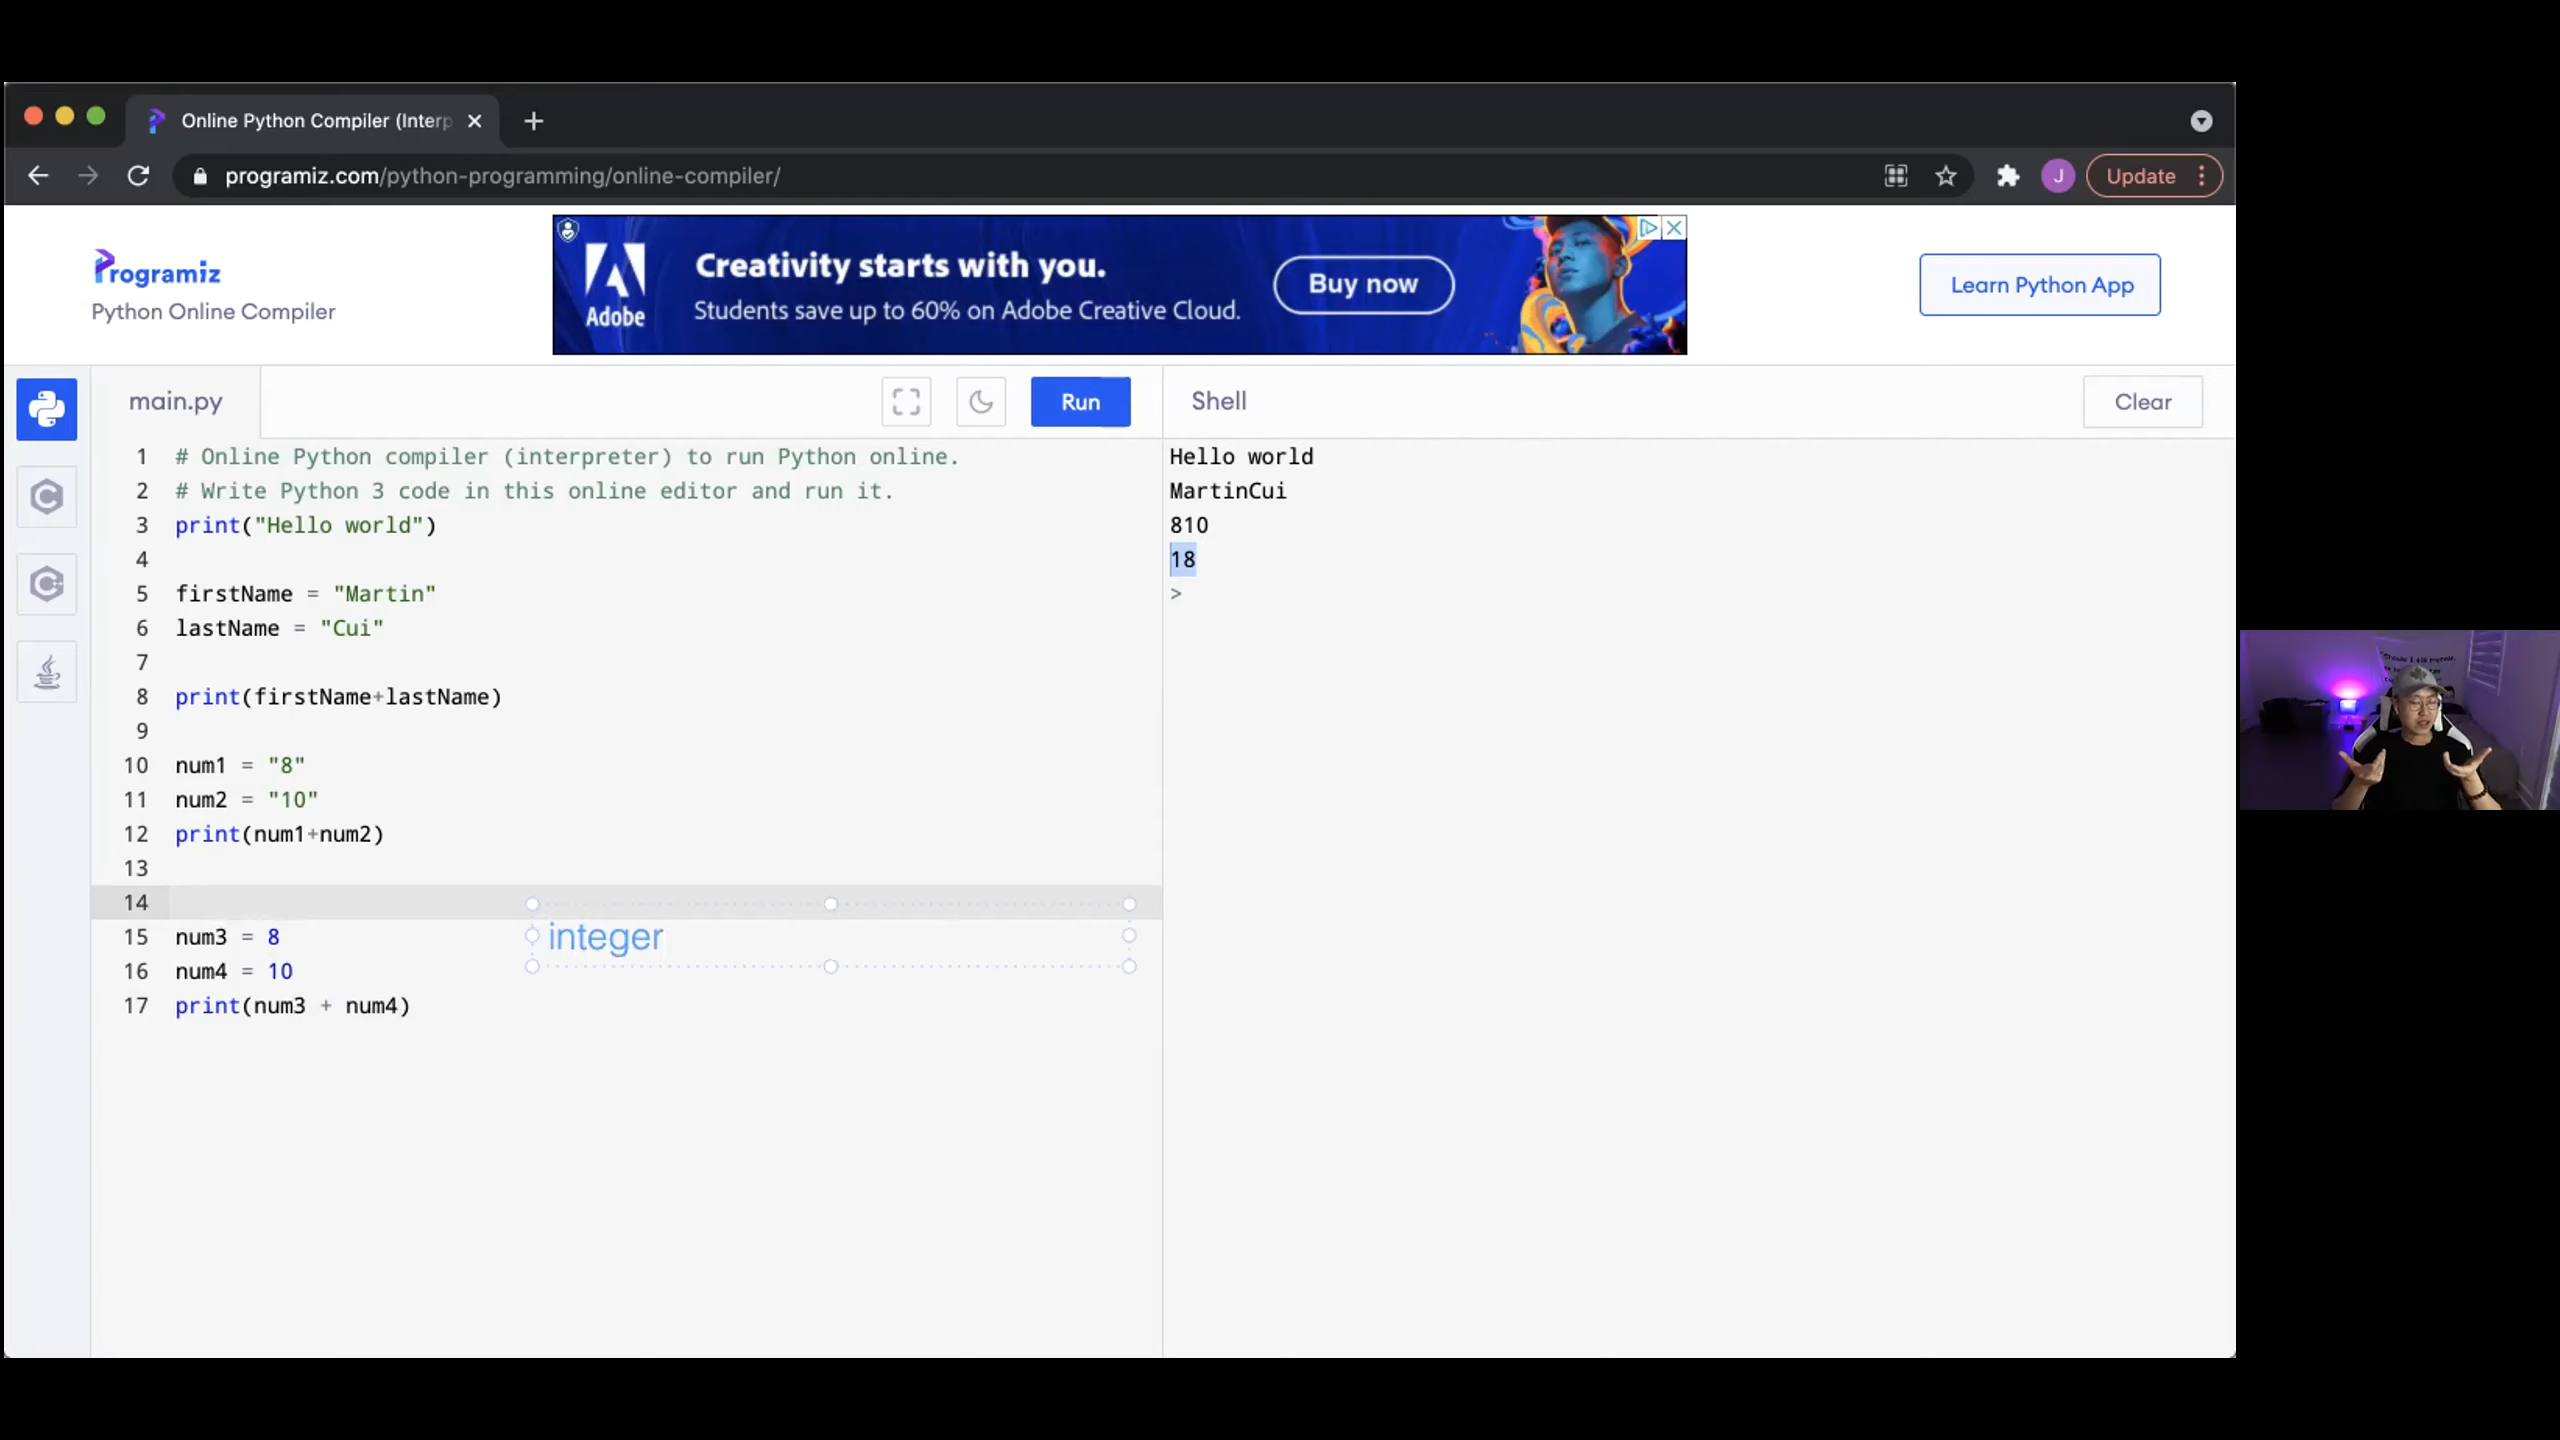 Online Python Compiler (Interp
programiz.com/python-programming/online-compiler/
J
Update
Programiz
Python Online Compiler
Adobe
Creativity starts with you.
Students save up to 60% on Adobe Creative Cloud.
Buy now
Learn Python App
main.py
Run
Shell
Clear
1 # Online Python compiler (interpreter) to run Python online.
2 # Write Python 3 code in this online editor and run it.
3 print("Hello world")
4
5 firstName = "Martin"
6 lastName = "Cui"
7
8 print(firstName+lastName)
9
10 num1 = "8"
11 num2 = "10"
12 print(num1+num2)
13
14
15 num3 = 8
integer
16 num4 = 10
17 print(num3 + num4)
Hello world
MartinCui
810
18
>